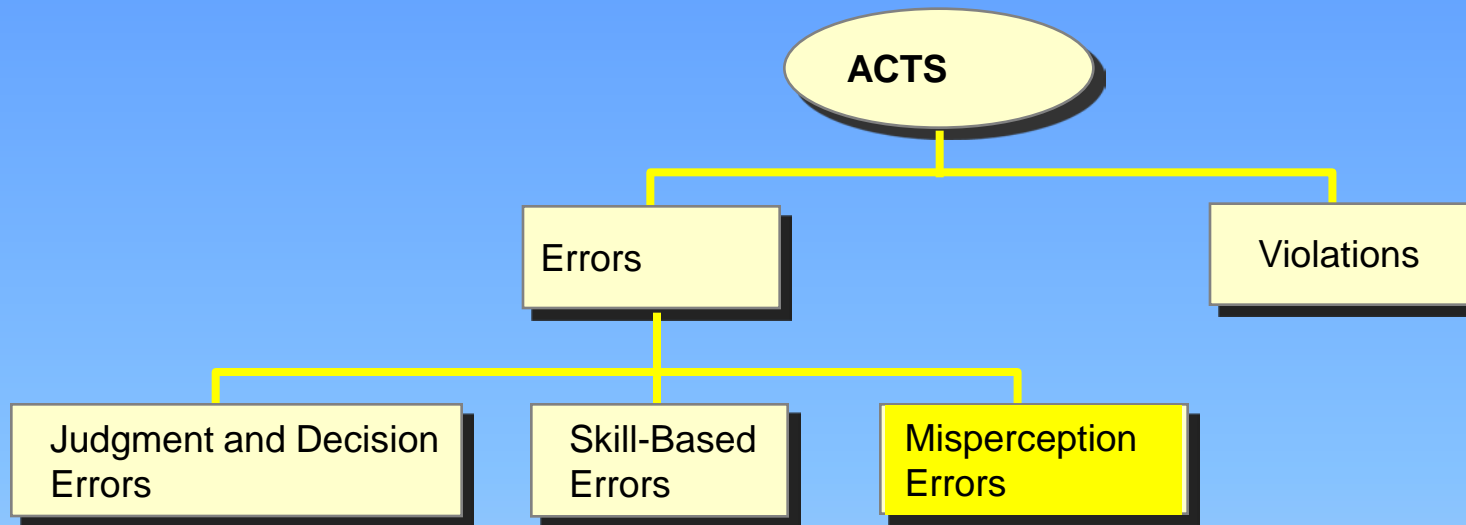 ACTS
Errors
Violations
Judgment and Decision
Errors
Skill-Based
Errors
Misperception
Errors